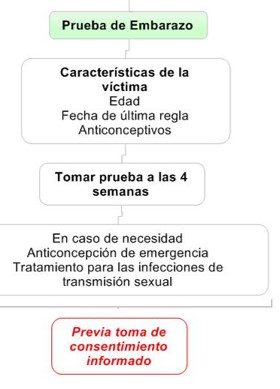 Prueba de Embarazo
Características de la
víctima
Edad
Fecha de última regla
Anticonceptivos
Tomar prueba a las 4
semanas
En caso de necesidad
Anticoncepción de emergencia
Tratamiento para las infecciones de
transmisión sexual
Previa toma de
consentimiento
informado